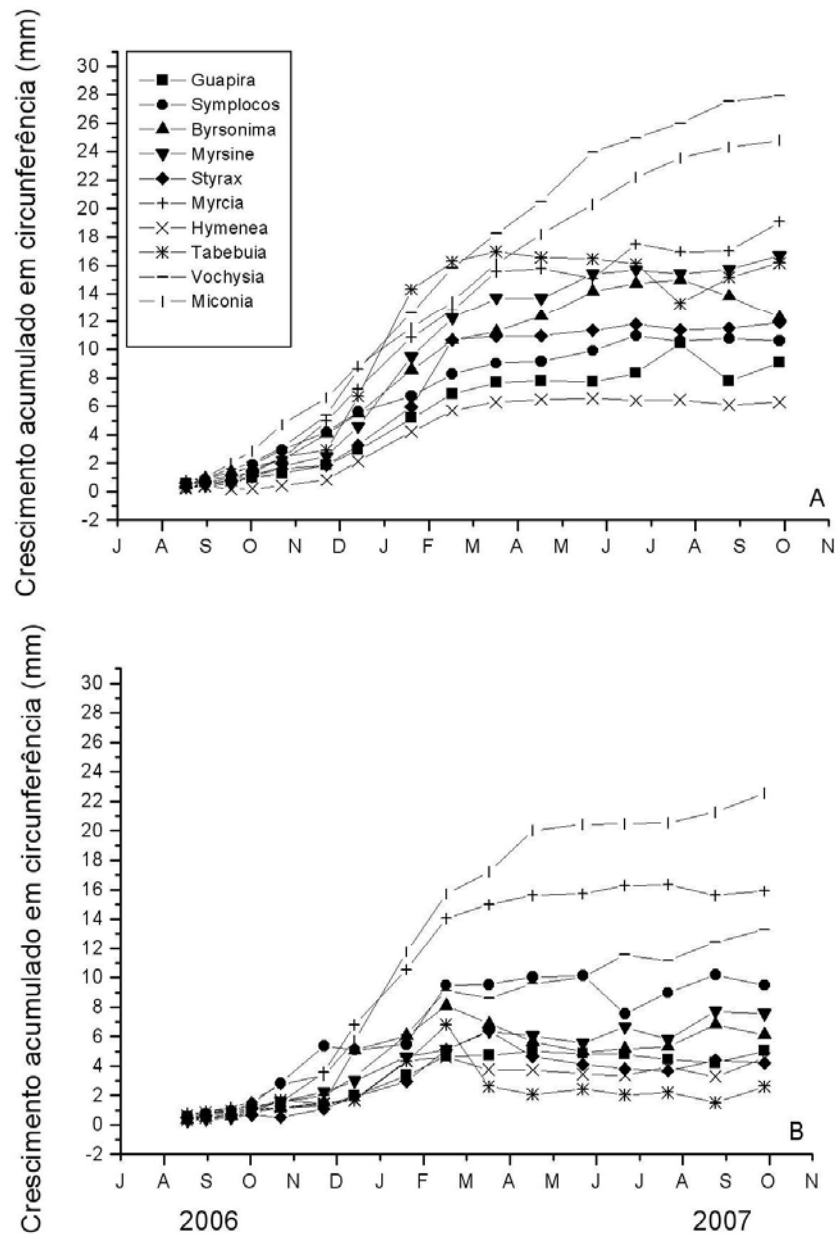 Crescimento acumulado em circunferência (mm)
30
28
26
24
22
20
18
16
14
12
10
8
6
4
2
0
-2
Guapira
Symplocos
Byrsonima
Myrsine
Styrax
Myrcia
Hymenea
Tabebuia
Vochysia
Miconia
A
J A S O N D J F M A M J J A S O N
Crescimento acumulado em circunferência (mm)
30
28
26
24
22
20
18
16
14
12
10
8
6
4
2
0
-2
B
J A S O N D J F M A M J J A S O N
2006 2007